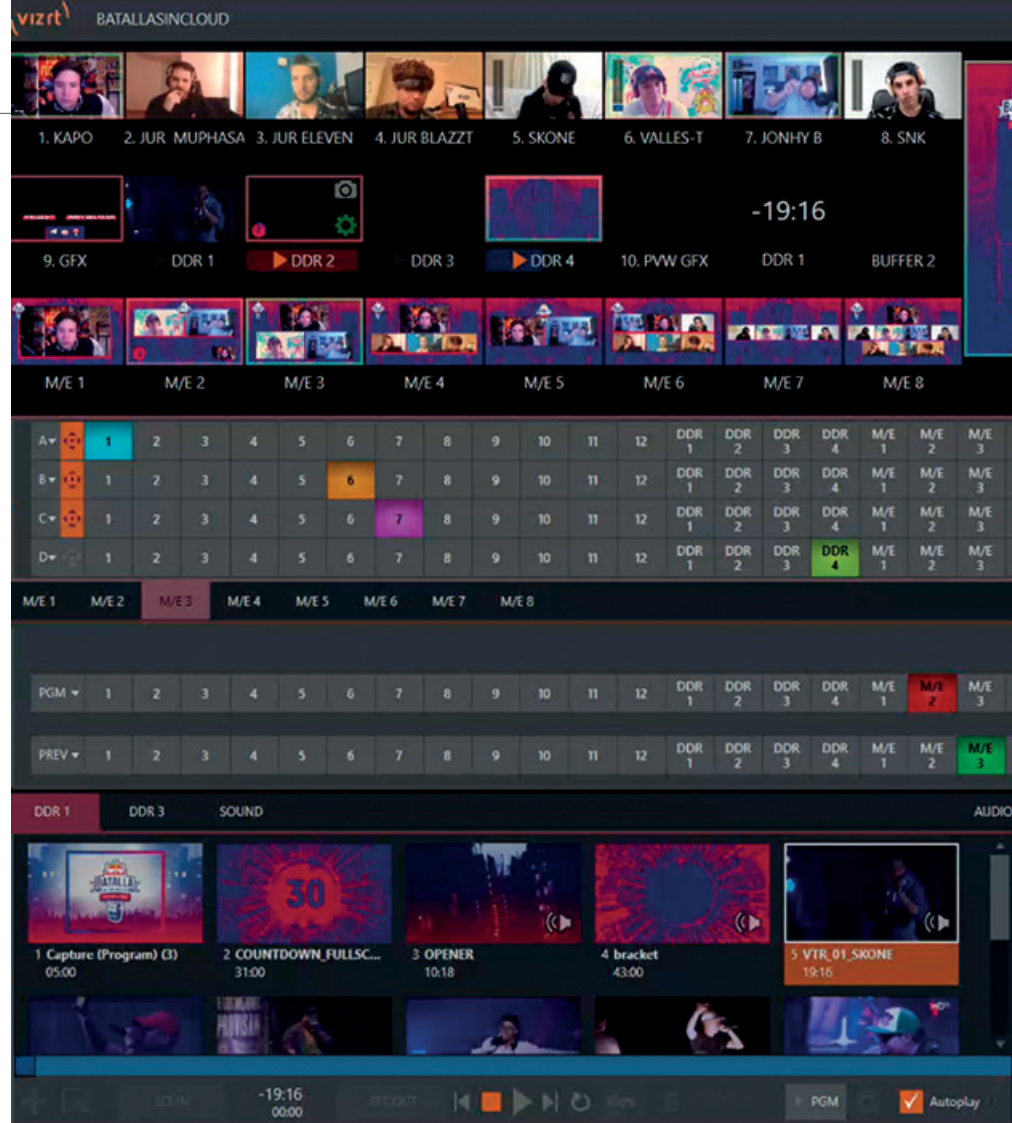 vizrt BATALLASINCLOUD
1. KAPO 2. JUR MUPHASA 3. JUR ELEVEN 4. JUR BLAZZT 5. SKONE 6. VALLES-T 7. JONHY B 8. SNK
-19:16
9. GFX DDR 1 DDR 2 DDR 3 DDR 4 10. PVW GFX DDR 1 BUFFER 2
M/E 1 M/E 2 M/E 3 M/E 4 M/E 5 M/E 6 M/E 7 M/E 8
A 1 2 3 4 5 6 7 8 9 10 11 12 DDR 1 DDR 2 DDR 3 DDR 4 M/E 1 M/E 2 M/E 3
B 1 2 3 4 5 6 7 8 9 10 11 12 DDR 1 DDR 2 DDR 3 DDR 4 M/E 1 M/E 2 M/E 3
C 1 2 3 4 5 6 7 8 9 10 11 12 DDR 1 DDR 2 DDR 3 DDR 4 M/E 1 M/E 2 M/E 3
D 1 2 3 4 5 6 7 8 9 10 11 12 DDR 1 DDR 2 DDR 3 DDR 4 M/E 1 M/E 2 M/E 3
M/E 1 M/E 2 M/E 3 M/E 4 M/E 5 M/E 6 M/E 7 M/E 8
PGM 1 2 3 4 5 6 7 8 9 10 11 12 DDR 1 DDR 2 DDR 3 DDR 4 M/E 1 M/E 2 M/E 3
PREV 1 2 3 4 5 6 7 8 9 10 11 12 DDR 1 DDR 2 DDR 3 DDR 4 M/E 1 M/E 2 M/E 3
DDR 1 DDR 3 SOUND AUDIO
BATALLA
30
1 Capture (Program) (3) 2 COUNTDOWN_FULLSC... 3 OPENER 4 bracket 5 VTR_01_SKONE
05:00 31:00 10:18 43:00 19:16
SET IN -19:16 SET OUT PGM Autoplay
00:00